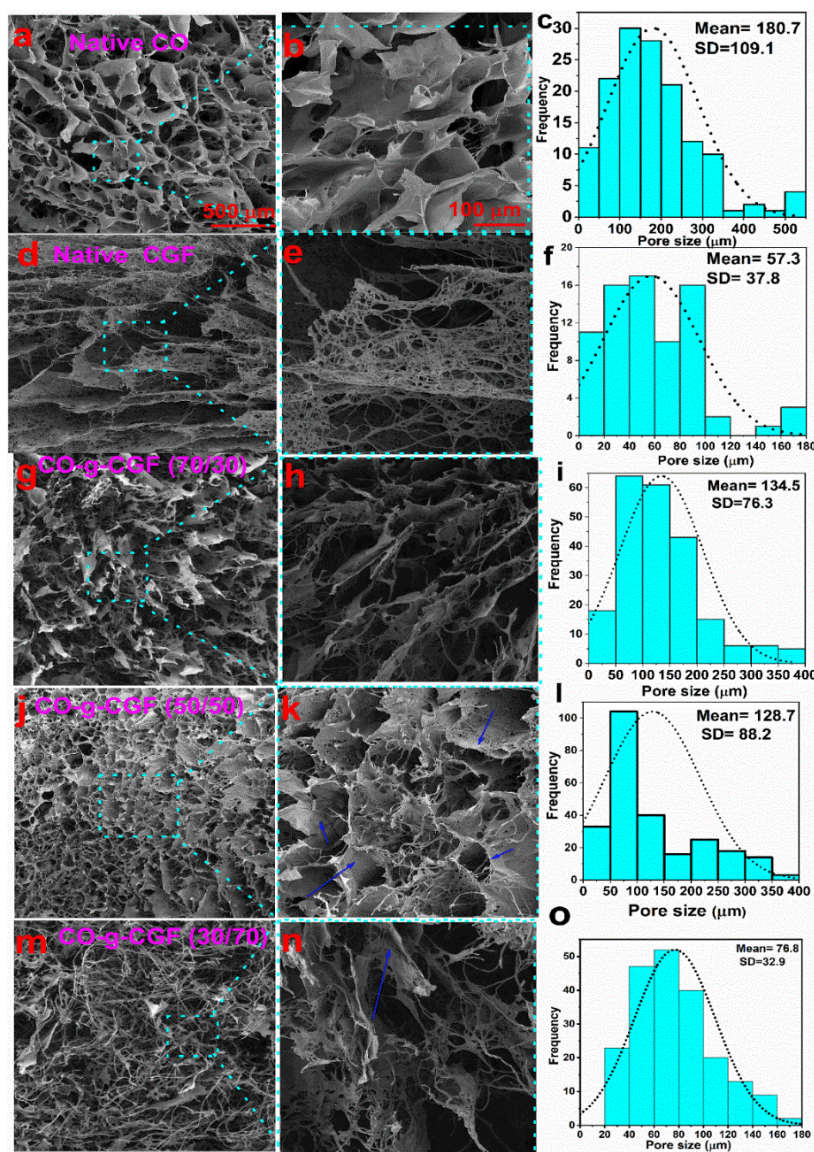 a
Native CO
500 μm
b
100 μm
c
Mean = 180.7
SD=109.1
Frequency
30
25
20
15
10
5
0
0 100 200 300 400 500
Pore size (μm)
d
Native CGF
e
f
Mean= 57.3
SD= 37.8
Frequency
20
16
12
8
4
0
0 20 40 60 80 100 120 140 160 180
Pore size (μm)
g
CO-g-CGF (70/30)
h
i
Mean= 134.5
SD=76.3
Frequency
60
50
40
30
20
10
0
0 50 100 150 200 250 300 350 400
Pore size (μm)
j
CO-g-CGF (50/50)
k
l
Mean= 128.7
SD= 88.2
Frequency
100
80
60
40
20
0
0 50 100 150 200 250 300 350 400
Pore size (μm)
m
CO-g-CGF (30/70)
n
o
Mean= 76.8
SD=32.9
Frequency
50
40
30
20
10
0
0 20 40 60 80 100 120 140 160 180
Pore size (μm)